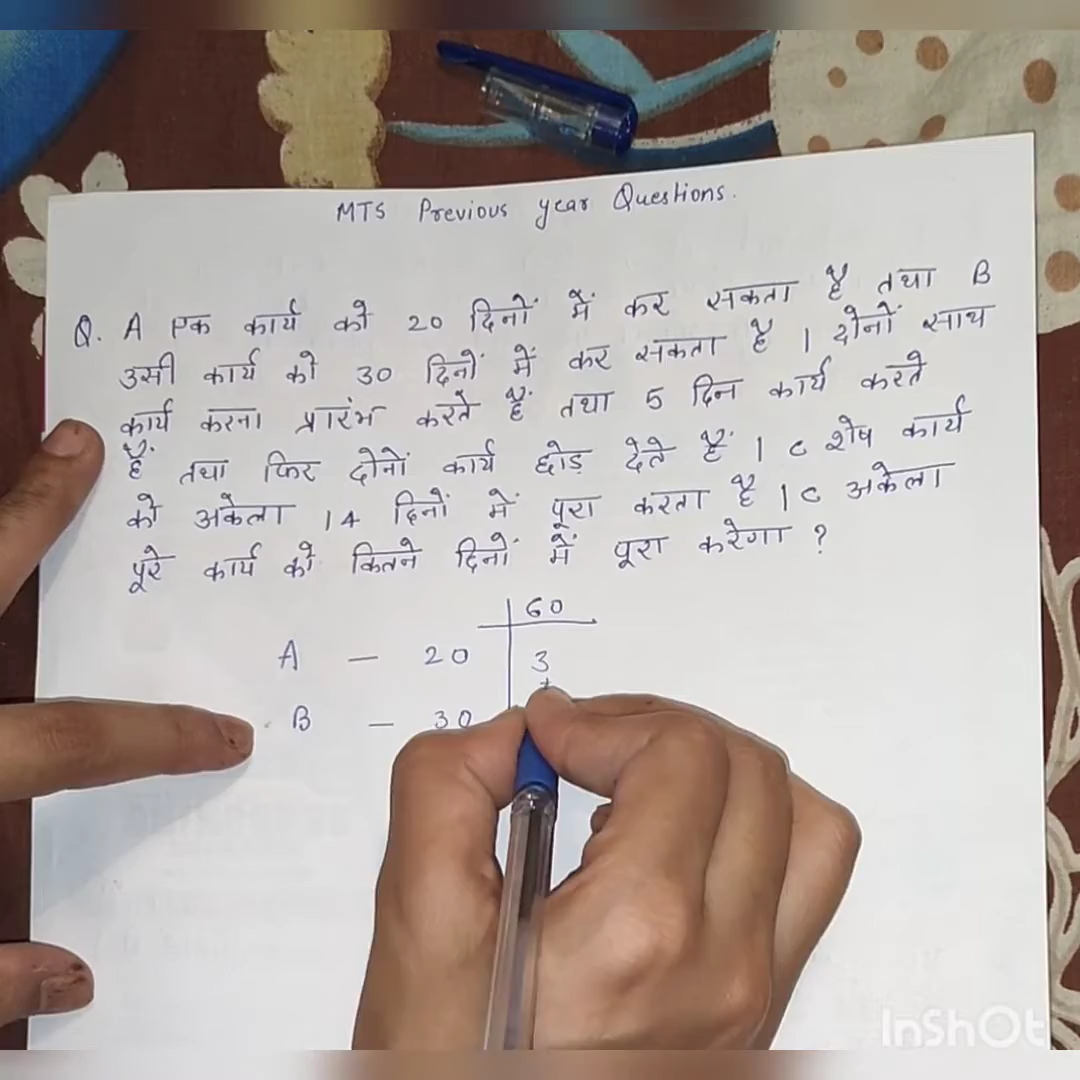 MTS Previous year Questions.
Q. A एक कार्य को 20 दिनों में कर सकता है तथा B
उसी कार्य को 30 दिनों में कर सकता है। दोनों साथ
कार्य करना प्रारंभ करते हैं तथा 5 दिन कार्य करते
हैं तथा फिर दोनों कार्य छोड़ देते हैं। C शेष कार्य
को अकेला 14 दिनों में पूरा करता है। C अकेला
पूरे कार्य को कितने दिनों में पूरा करेगा ?
60
A — 20 3
+
B — 30
InShOt